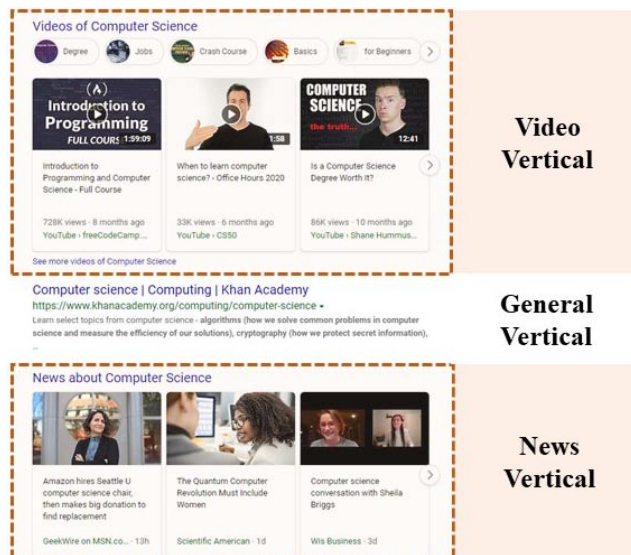 Videos of Computer Science
Degree
Jobs
Crash Course
Basics
for Beginners
Introduction to
Programming
FULL COURS
1:59:09
1:58
COMPUTER
SCIENCE
the truth...
12:41
Introduction to
Programming and Computer
Science - Full Course
728K views · 8 months ago
YouTube › freeCodeCamp...
When to learn computer
science? - Office Hours 2020
33K views · 6 months ago
YouTube › CS50
Is a Computer Science
Degree Worth It?
86K views · 10 months ago
YouTube › Shane Hummus...
See more videos of Computer Science
Video
Vertical
Computer science | Computing | Khan Academy
https://www.khanacademy.org/computing/computer-science
Learn select topics from computer science - algorithms (how we solve common problems in computer
science and measure the efficiency of our solutions), cryptography (how we protect secret information),
...
General
Vertical
News about Computer Science
Amazon hires Seattle U
computer science chair,
then makes big donation to
find replacement
GeekWire on MSN.co... · 13h
The Quantum Computer
Revolution Must Include
Women
Scientific American · 1d
Computer science
conversation with Sheila
Briggs
Wis Business · 3d
News
Vertical